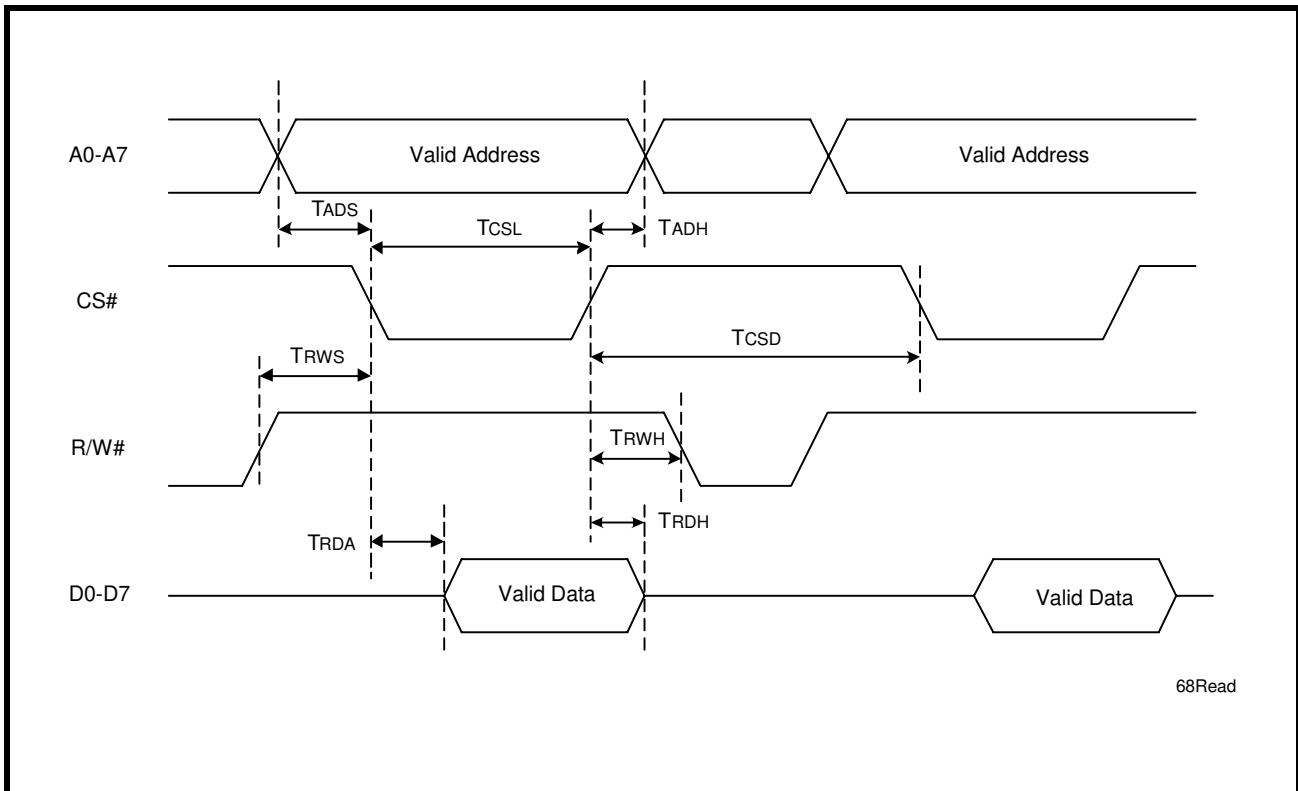 A0-A7
Valid Address
Valid Address
TADS
TCSL
TADH
CS#
TCSD
TRWS
R/W#
TRWH
TRDH
TRDA
D0-D7
Valid Data
Valid Data
68Read